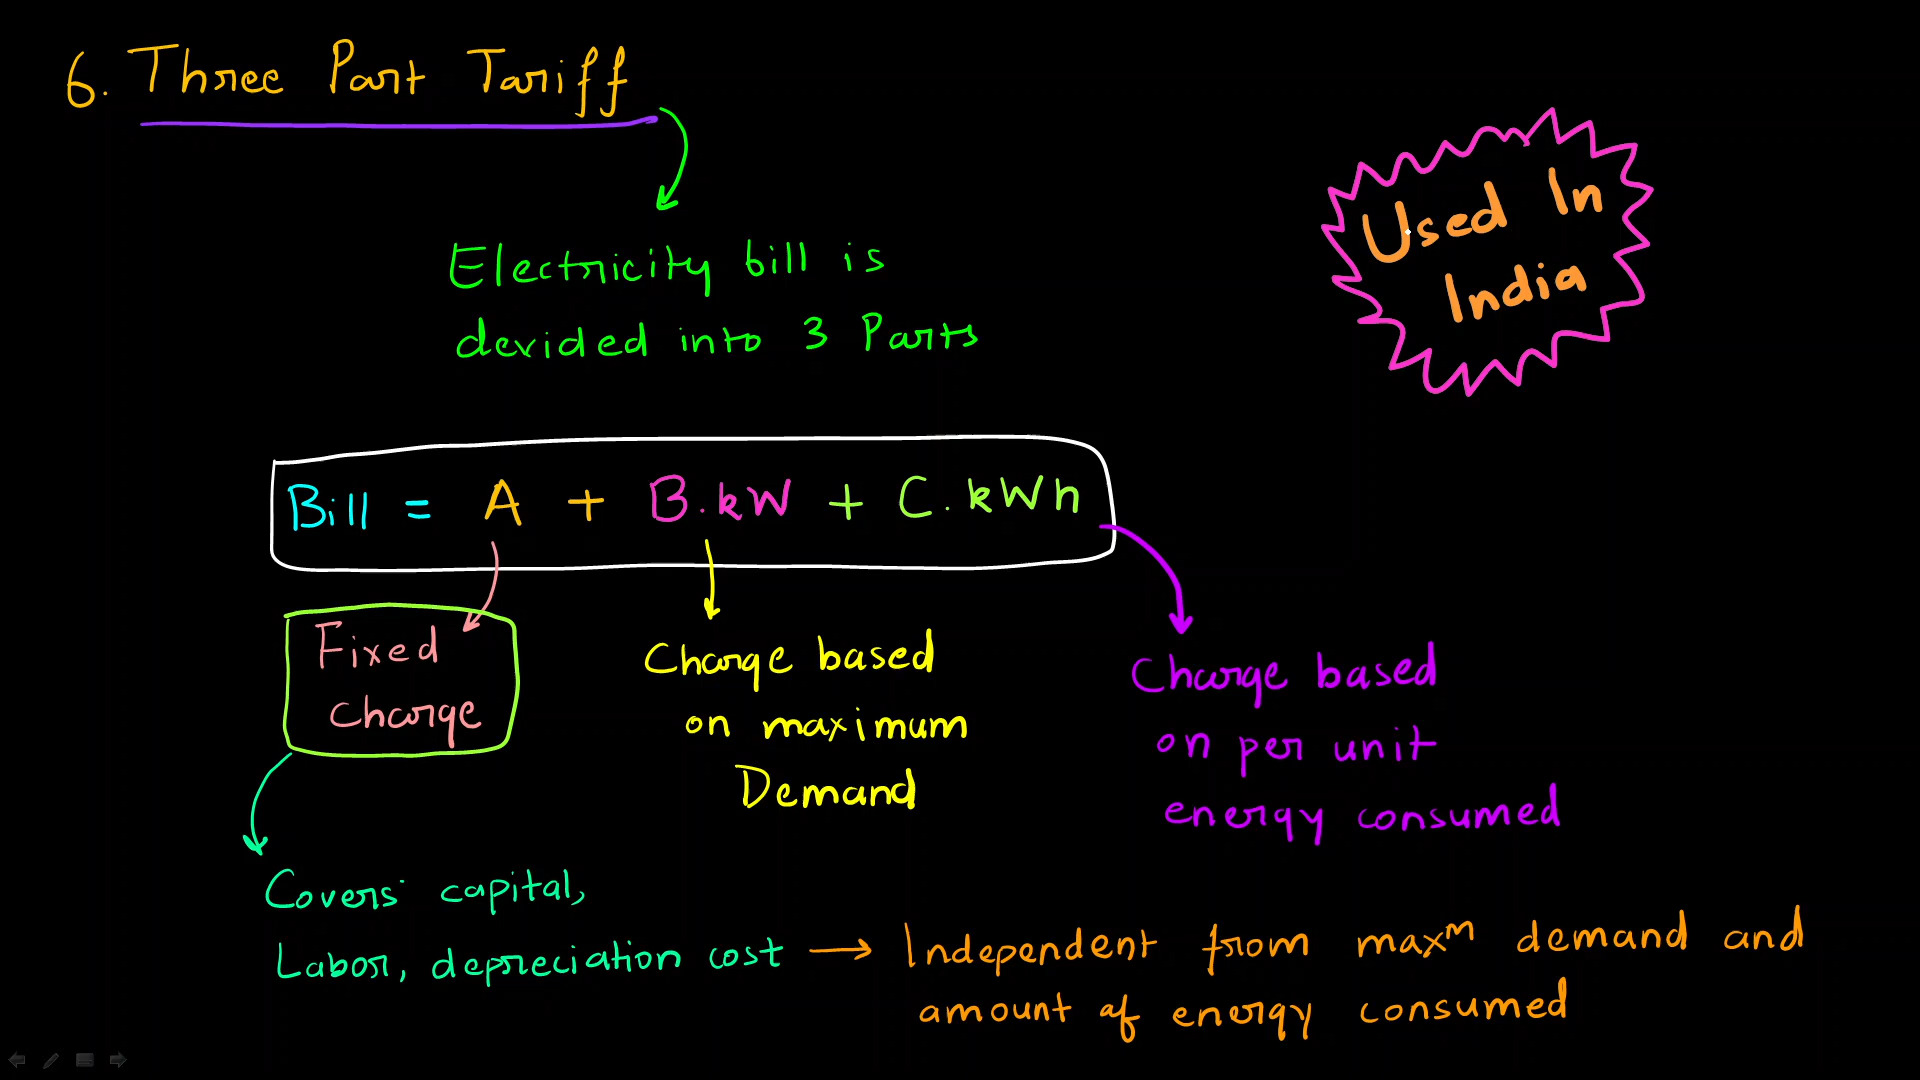 6. Three Part Tariff
Used In
India
Electricity bill is
devided into 3 Parts
Bill = A + B.kW + C.kWh
Fixed
charge
Charge based
on maximum
Demand
Charge based
on per unit
energy consumed
Covers capital,
Labor, depreciation cost → Independent from maxᵐ demand and
amount of energy consumed